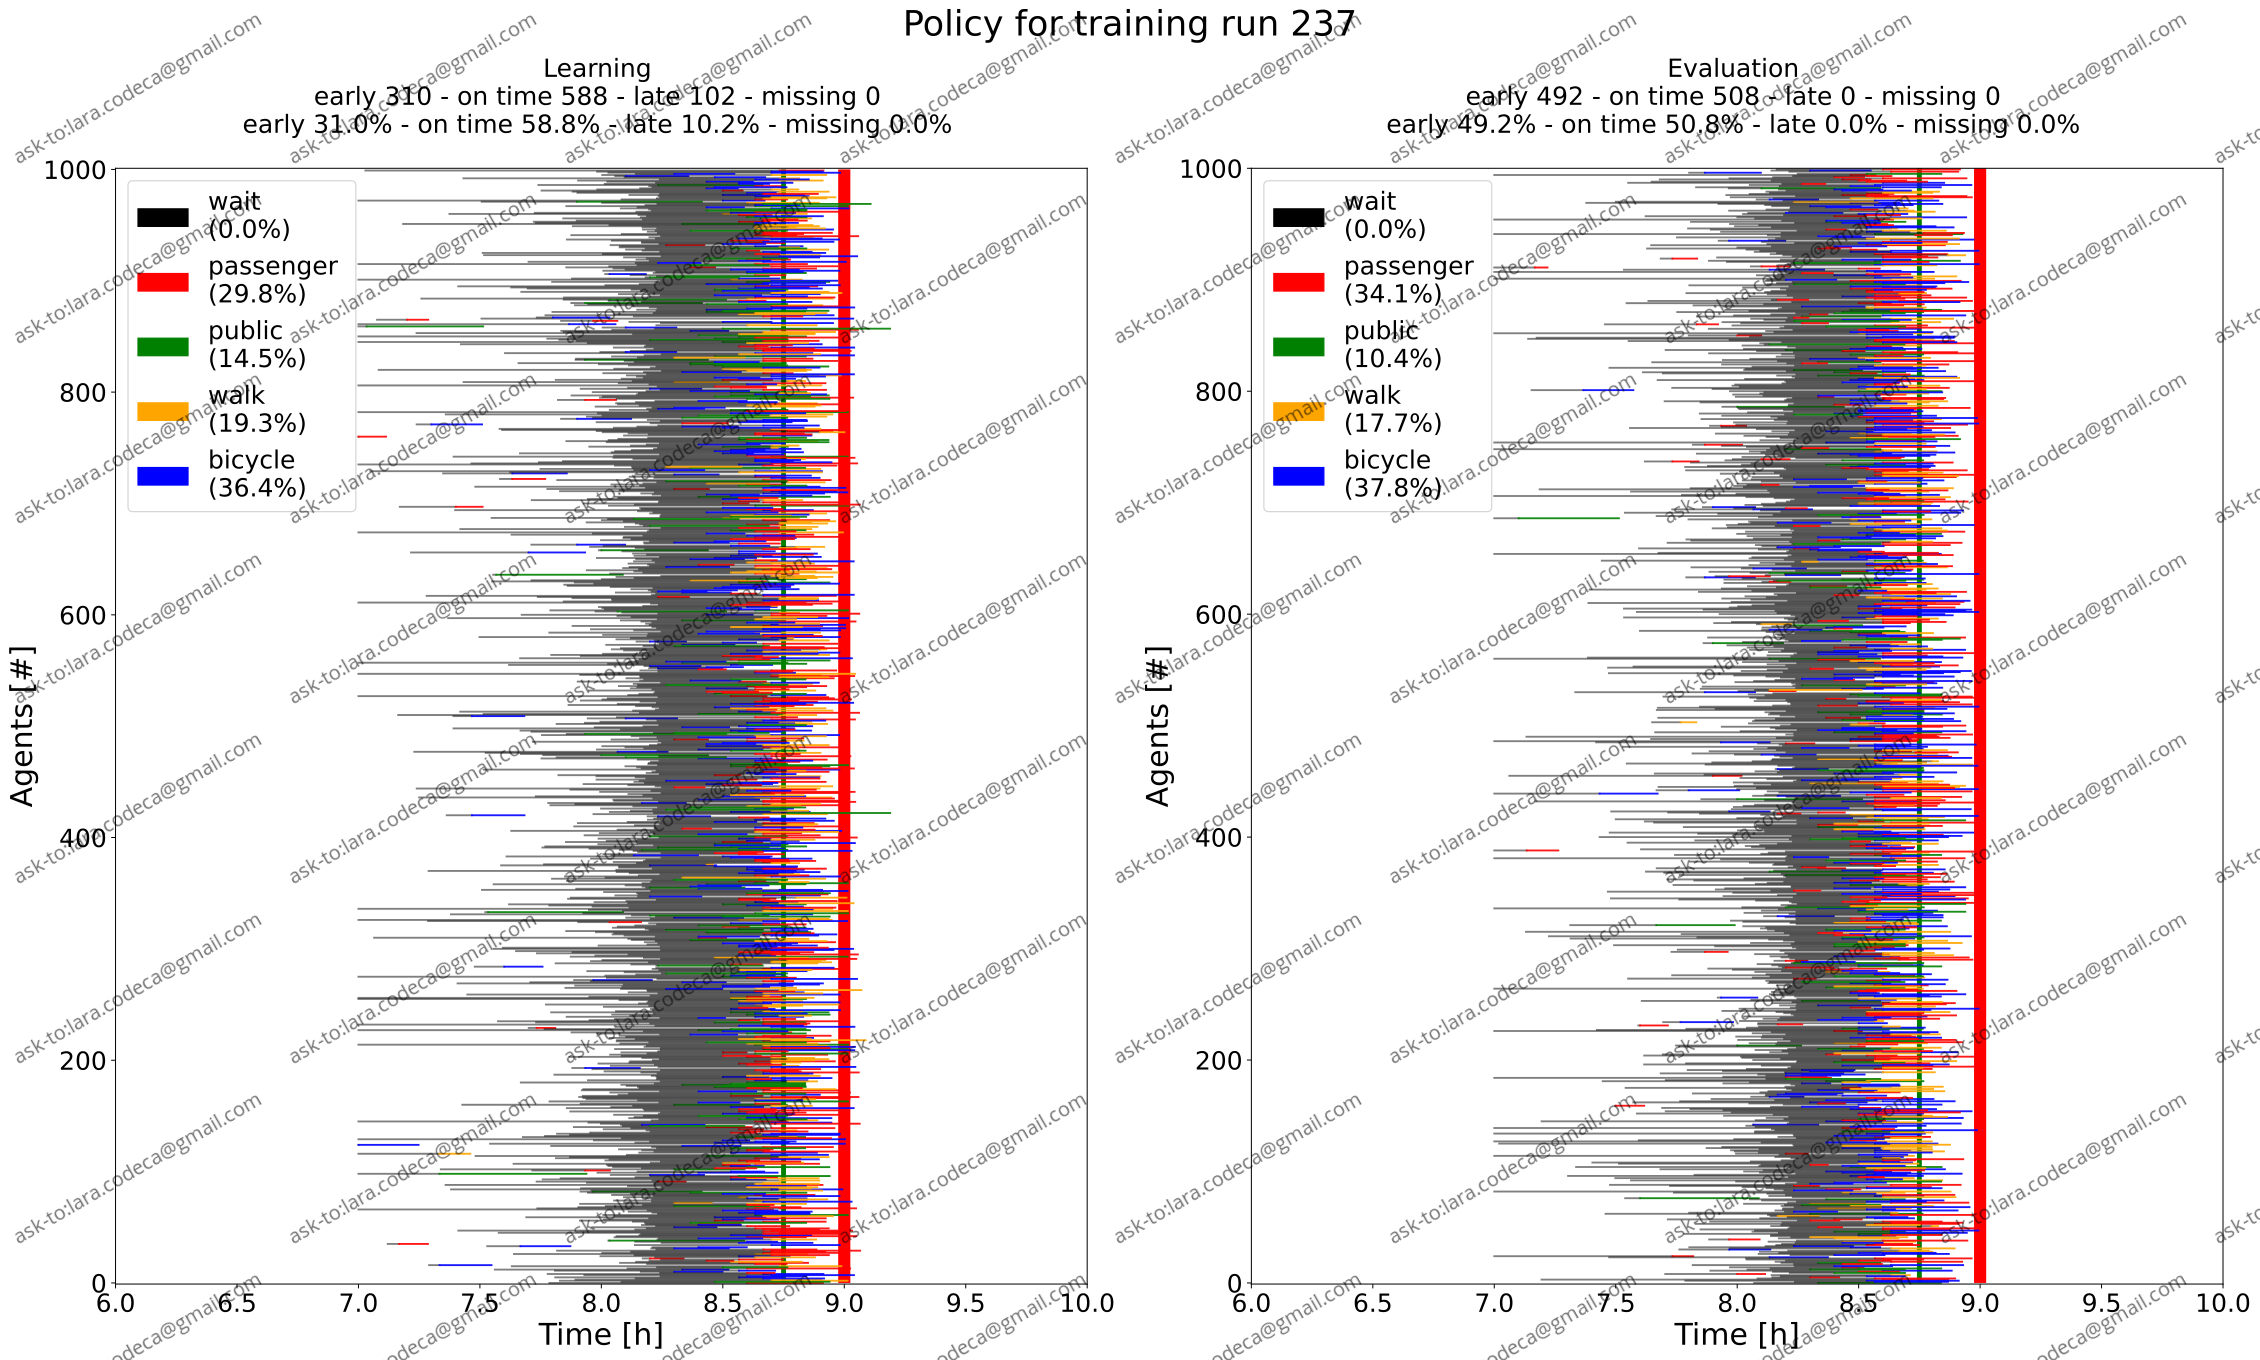 Policy for training run 237
Learning
early 310 - on time 588 - late 102 - missing 0
early 31.0% - on time 58.8% - late 10.2% - missing 0.0%
1000
800
600
400
200
0
Agents [#]
wait
(0.0%)
passenger
(29.8%)
public
(14.5%)
walk
(19.3%)
bicycle
(36.4%)
6.0 6.5 7.0 7.5 8.0 8.5 9.0 9.5 10.0
Time [h]
Evaluation
early 492 - on time 508 - late 0 - missing 0
early 49.2% - on time 50.8% - late 0.0% - missing 0.0%
1000
800
600
400
200
0
Agents [#]
wait
(0.0%)
passenger
(34.1%)
public
(10.4%)
walk
(17.7%)
bicycle
(37.8%)
6.0 6.5 7.0 7.5 8.0 8.5 9.0 9.5 10.0
Time [h]
ask-to:lara.codeca@gmail.com